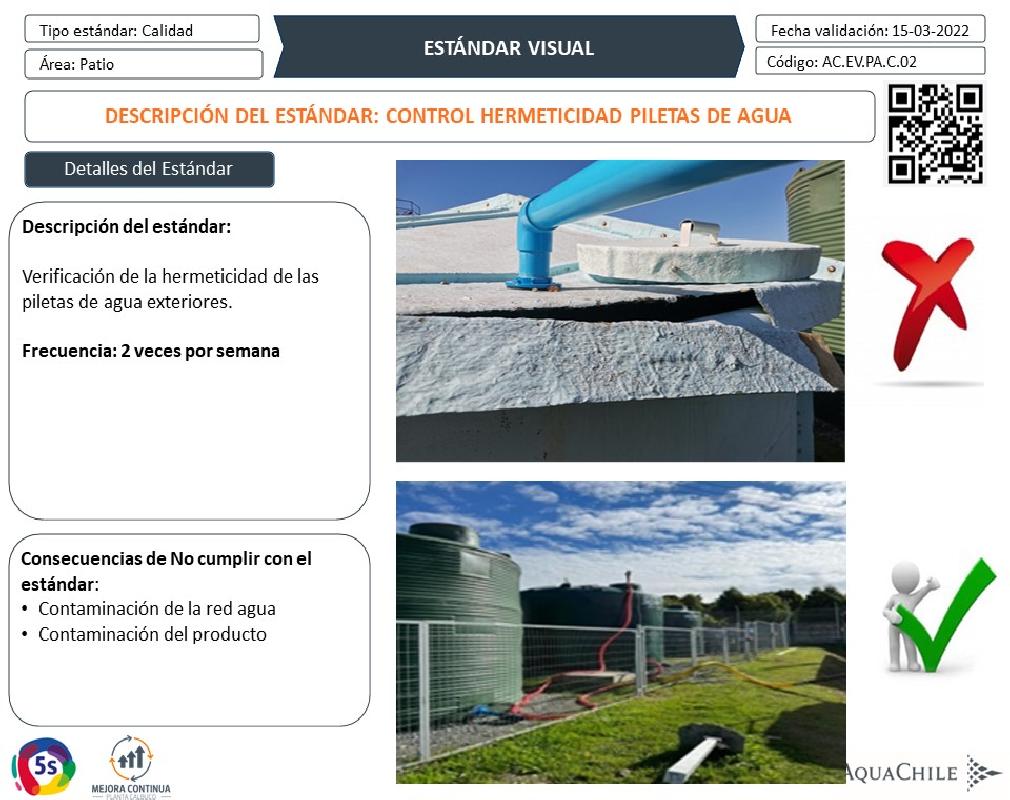 Tipo estándar: Calidad
Área: Patio
ESTÁNDAR VISUAL
Fecha validación: 15-03-2022
Código: AC.EV.PA.C.02
DESCRIPCIÓN DEL ESTÁNDAR: CONTROL HERMETICIDAD PILETAS DE AGUA
Detalles del Estándar
Descripción del estándar:
Verificación de la hermeticidad de las
piletas de agua exteriores.
Frecuencia: 2 veces por semana
Consecuencias de No cumplir con el
estándar:
• Contaminación de la red agua
• Contaminación del producto
5s
MEJORA CONTINUA
PLANTA CALBUCO
AQUACHILE